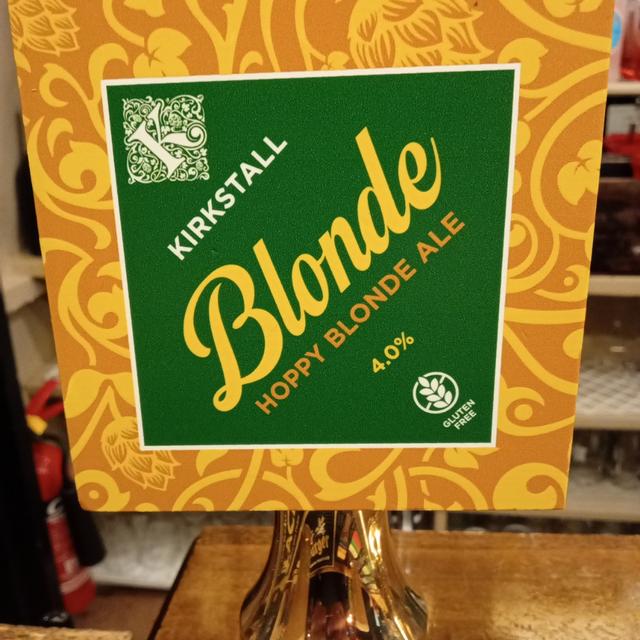 K
KIRKSTALL
Blonde
HOPPY BLONDE ALE
4.0%
GLUTEN
FREE